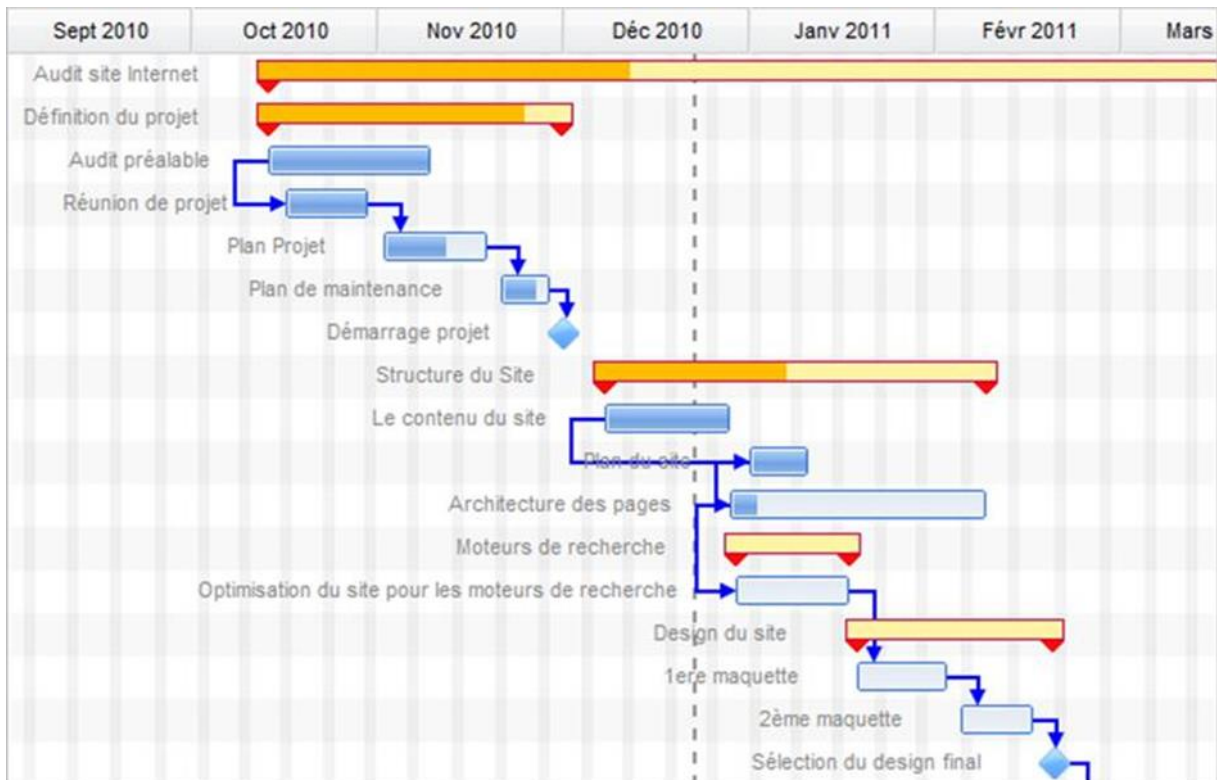 Sept 2010 Oct 2010 Nov 2010 Déc 2010 Janv 2011 Févr 2011 Mars
Audit site Internet
Définition du projet
Audit préalable
Réunion de projet
Plan Projet
Plan de maintenance
Démarrage projet
Structure du Site
Le contenu du site
Plan du site
Architecture des pages
Moteurs de recherche
Optimisation du site pour les moteurs de recherche
Design du site
1ere maquette
2ème maquette
Sélection du design final